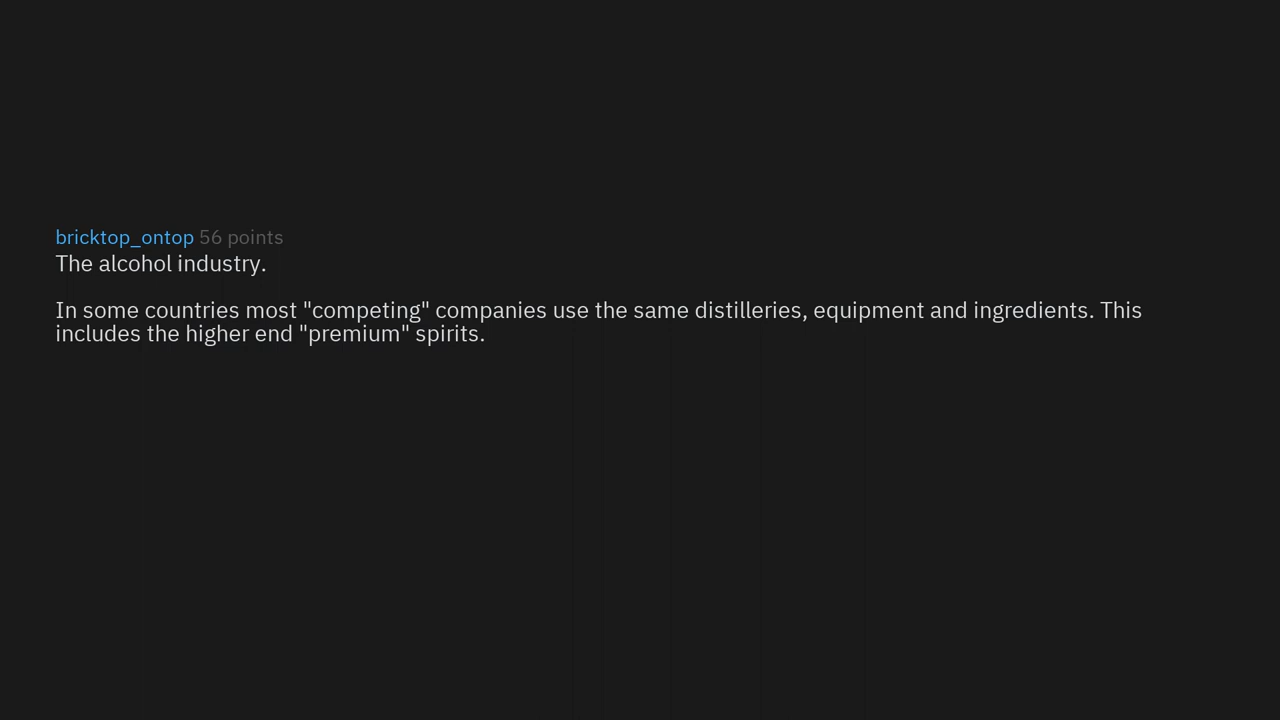 bricktop_ontop 56 points
The alcohol industry.
In some countries most "competing" companies use the same distilleries, equipment and ingredients. This
includes the higher end "premium" spirits.